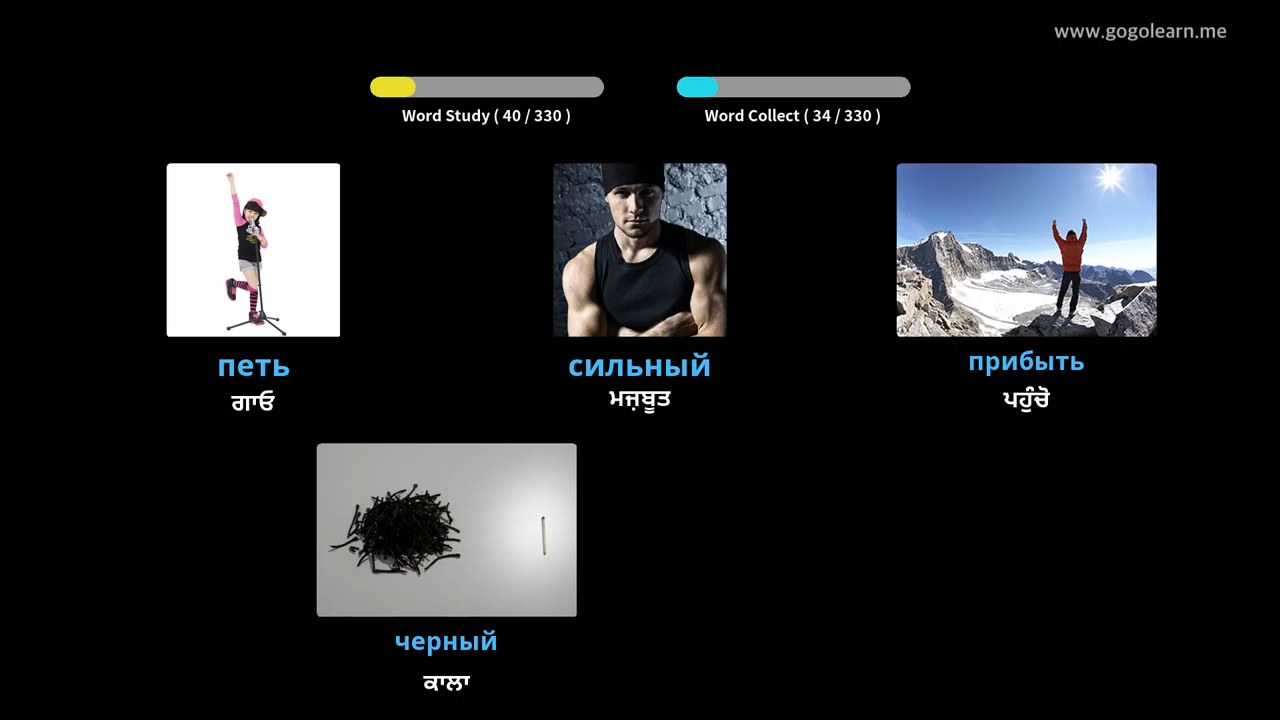 www.gogolearn.me
Word Study ( 40 / 330 )
Word Collect ( 34 / 330 )
петь
ਗਾਓ
сильный
ਮਜ਼ਬੂਤ
прибыть
ਪਹੁੰਚੋ
черный
ਕਾਲਾ